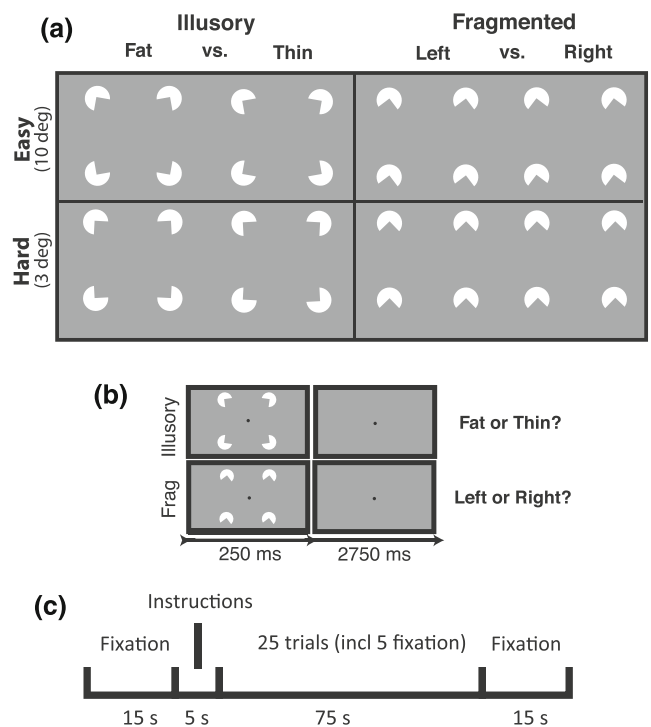 (a)
Illusory
Fragmented
Fat vs. Thin
Left vs. Right
Easy
(10 deg)
Hard
(3 deg)
(b)
Illusory
Fat or Thin?
Frag
Left or Right?
250 ms
2750 ms
(c)
Instructions
Fixation
25 trials (incl 5 fixation)
Fixation
15 s
5 s
75 s
15 s